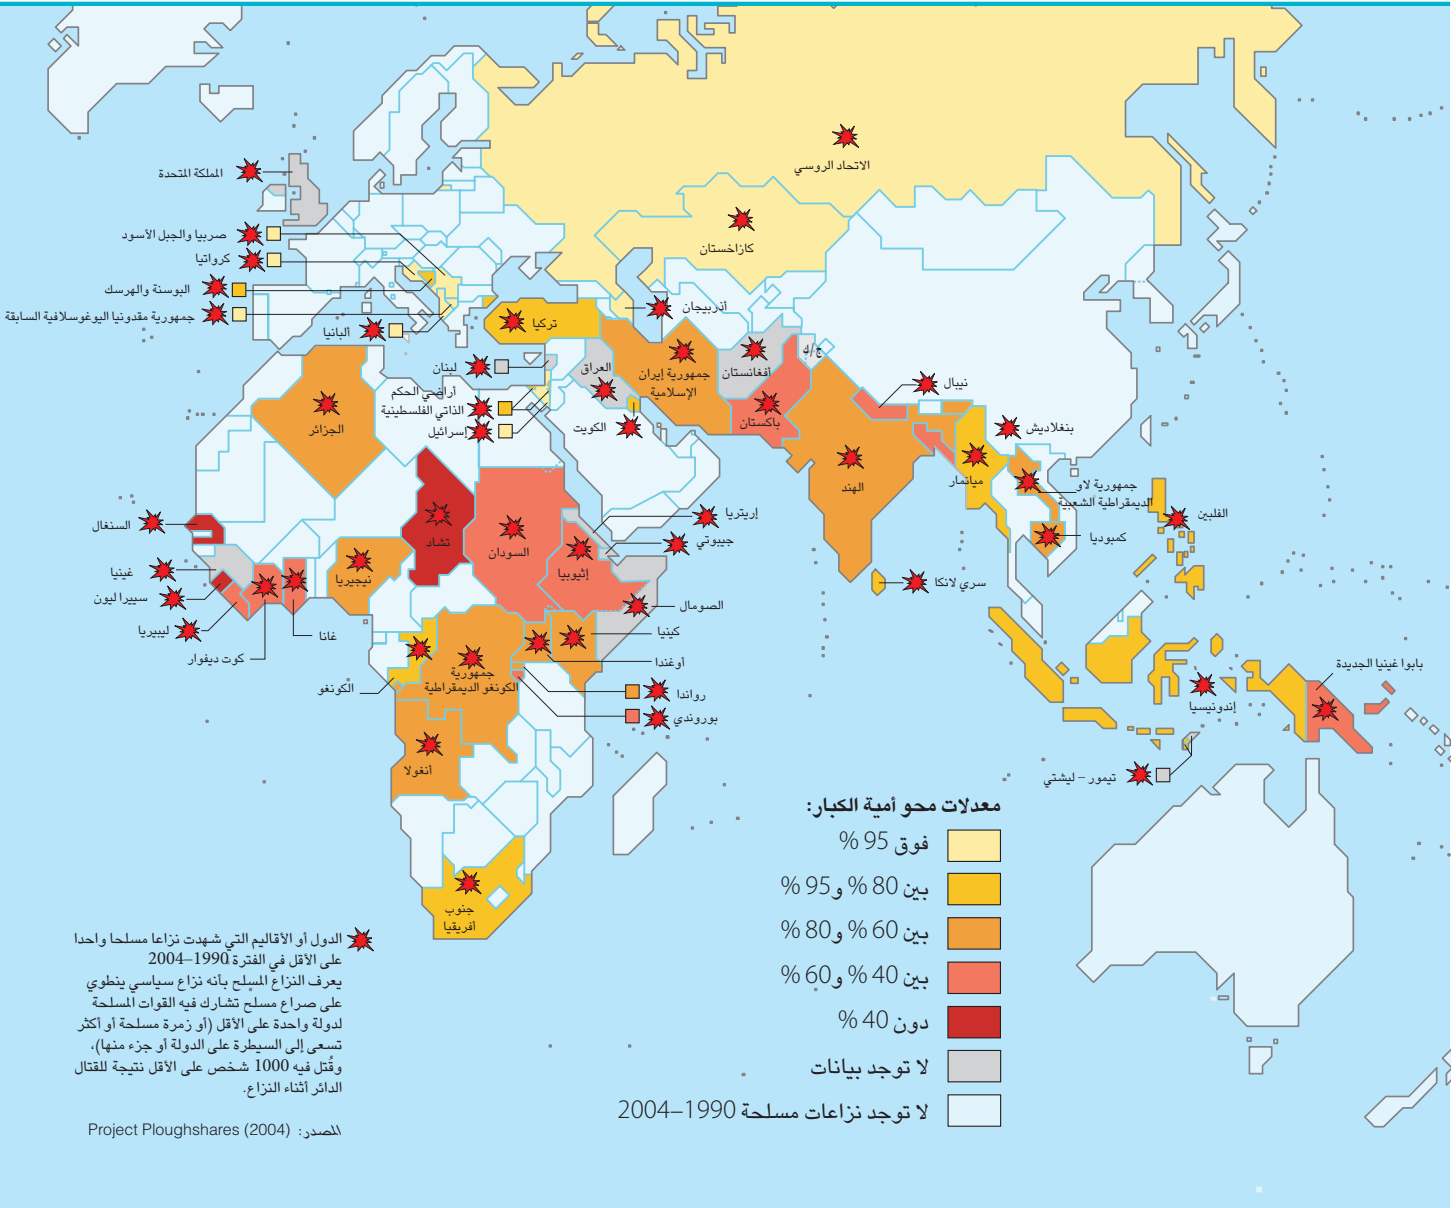 الاتحاد الروسي
المملكة المتحدة
كازاخستان
صربيا والجبل الأسود
كرواتيا
البوسنة والهرسك
جمهورية مقدونيا اليوغوسلافية السابقة
ألبانيا
تركيا
أذربيجان
لبنان
العراق
جمهورية إيران
الإسلامية
أفغانستان
ج/ك
أراضي الحكم
الذاتي الفلسطينية
إسرائيل
الكويت
باكستان
نيبال
بنغلاديش
الجزائر
الهند
ميانمار
جمهورية لاو
الديمقراطية الشعبية
الفلبين
كمبوديا
السنغال
تشاد
السودان
إريتريا
جيبوتي
إثيوبيا
غينيا
سييرا ليون
ليبيريا
كوت ديفوار
غانا
نيجيريا
سري لانكا
الصومال
كينيا
أوغندا
الكونغو
جمهورية
الكونغو الديمقراطية
رواندا
بوروندي
أنغولا
بابوا غينيا الجديدة
إندونيسيا
تيمور – ليشتي
جنوب
أفريقيا
معدلات محو أمية الكبار:
فوق 95 %
بين 80 % و95 %
بين 60 % و80 %
بين 40 % و60 %
دون 40 %
لا توجد بيانات
لا توجد نزاعات مسلحة 1990–2004
الدول أو الأقاليم التي شهدت نزاعا مسلحا واحدا
على الأقل في الفترة 1990–2004
يعرف النزاع المسلح بأنه نزاع سياسي ينطوي
على صراع مسلح تشارك فيه القوات المسلحة
لدولة واحدة على الأقل (أو زمرة مسلحة أو أكثر
تسعى إلى السيطرة على الدولة أو جزء منها)،
وقُتل فيه 1000 شخص على الأقل نتيجة للقتال
الدائر أثناء النزاع.
المصدر: Project Ploughshares (2004)